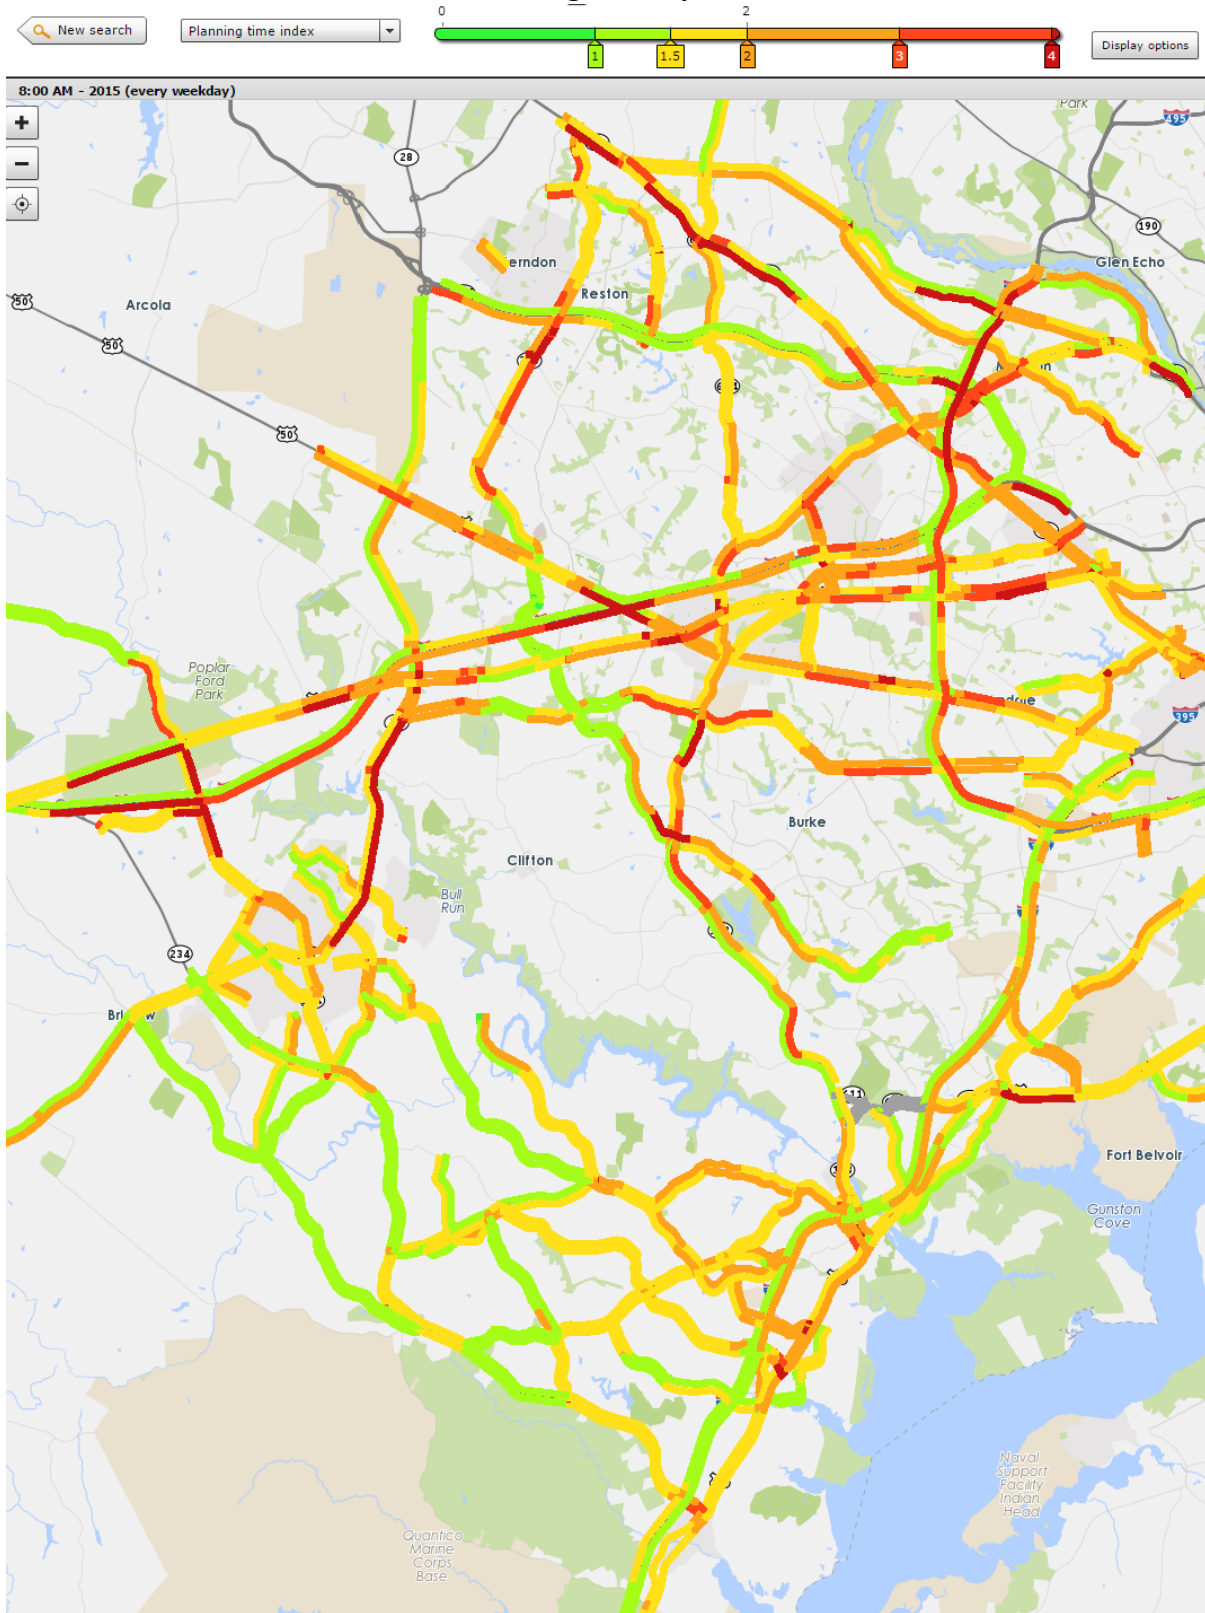 0
2
New search
Planning time index
1
1.5
2
3
4
Display options
8:00 AM - 2015 (every weekday)
+
−
Park
495
28
190
Glen Echo
erndon
50
Arcola
Reston
50
50
Poplar
Ford
Park
395
Burke
Clifton
Bull
Run
234
Fort Belvoir
Gunston
Cove
Naval
Support
Facility
Indian
Head
Quantico
Marine
Corps
Base